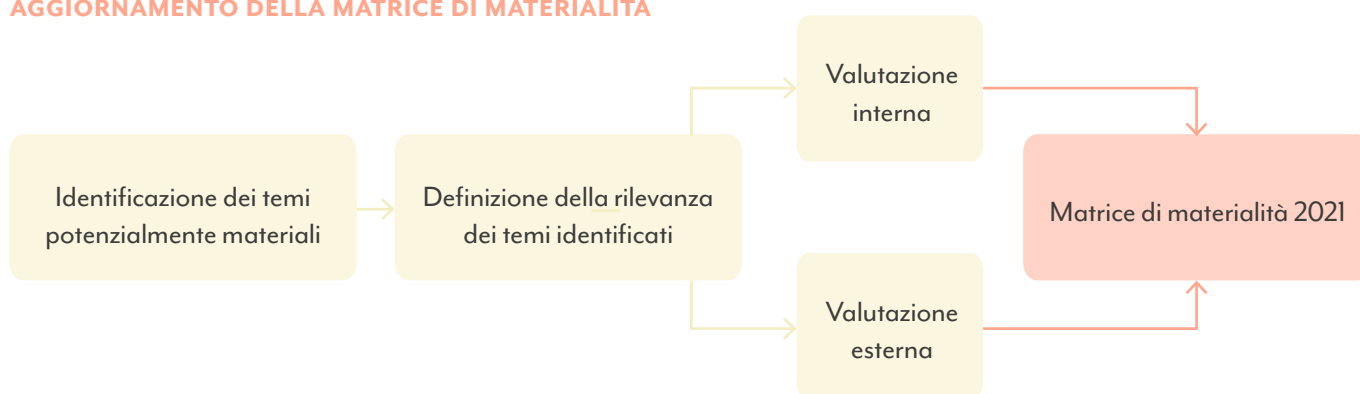 AGGIORNAMENTO DELLA MATRICE DI MATERIALITÀ
Identificazione dei temi
potenzialmente materiali
Definizione della rilevanza
dei temi identificati
Valutazione
interna
Valutazione
esterna
Matrice di materialità 2021